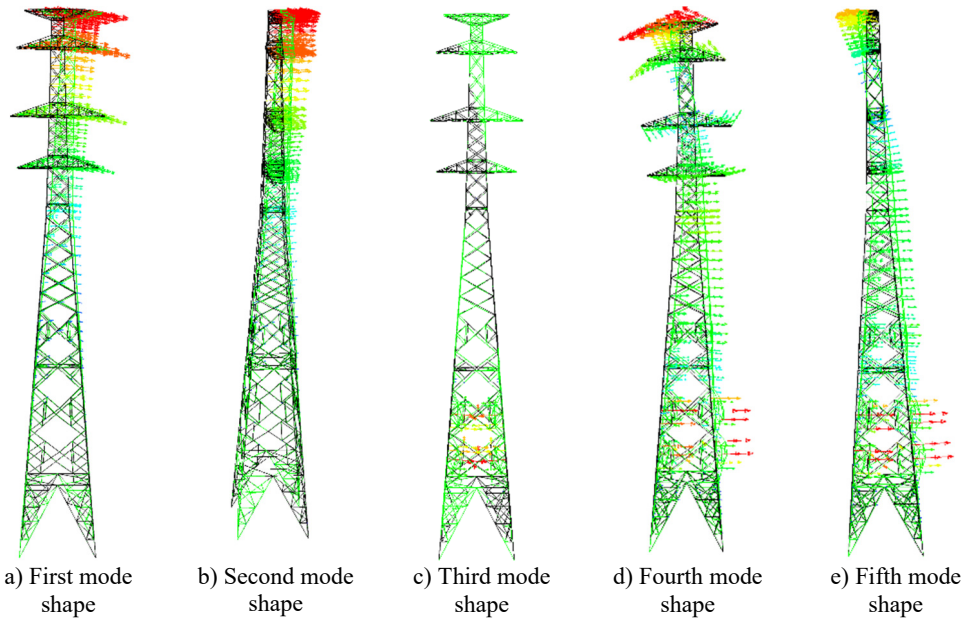 a) First mode
shape
b) Second mode
shape
c) Third mode
shape
d) Fourth mode
shape
e) Fifth mode
shape